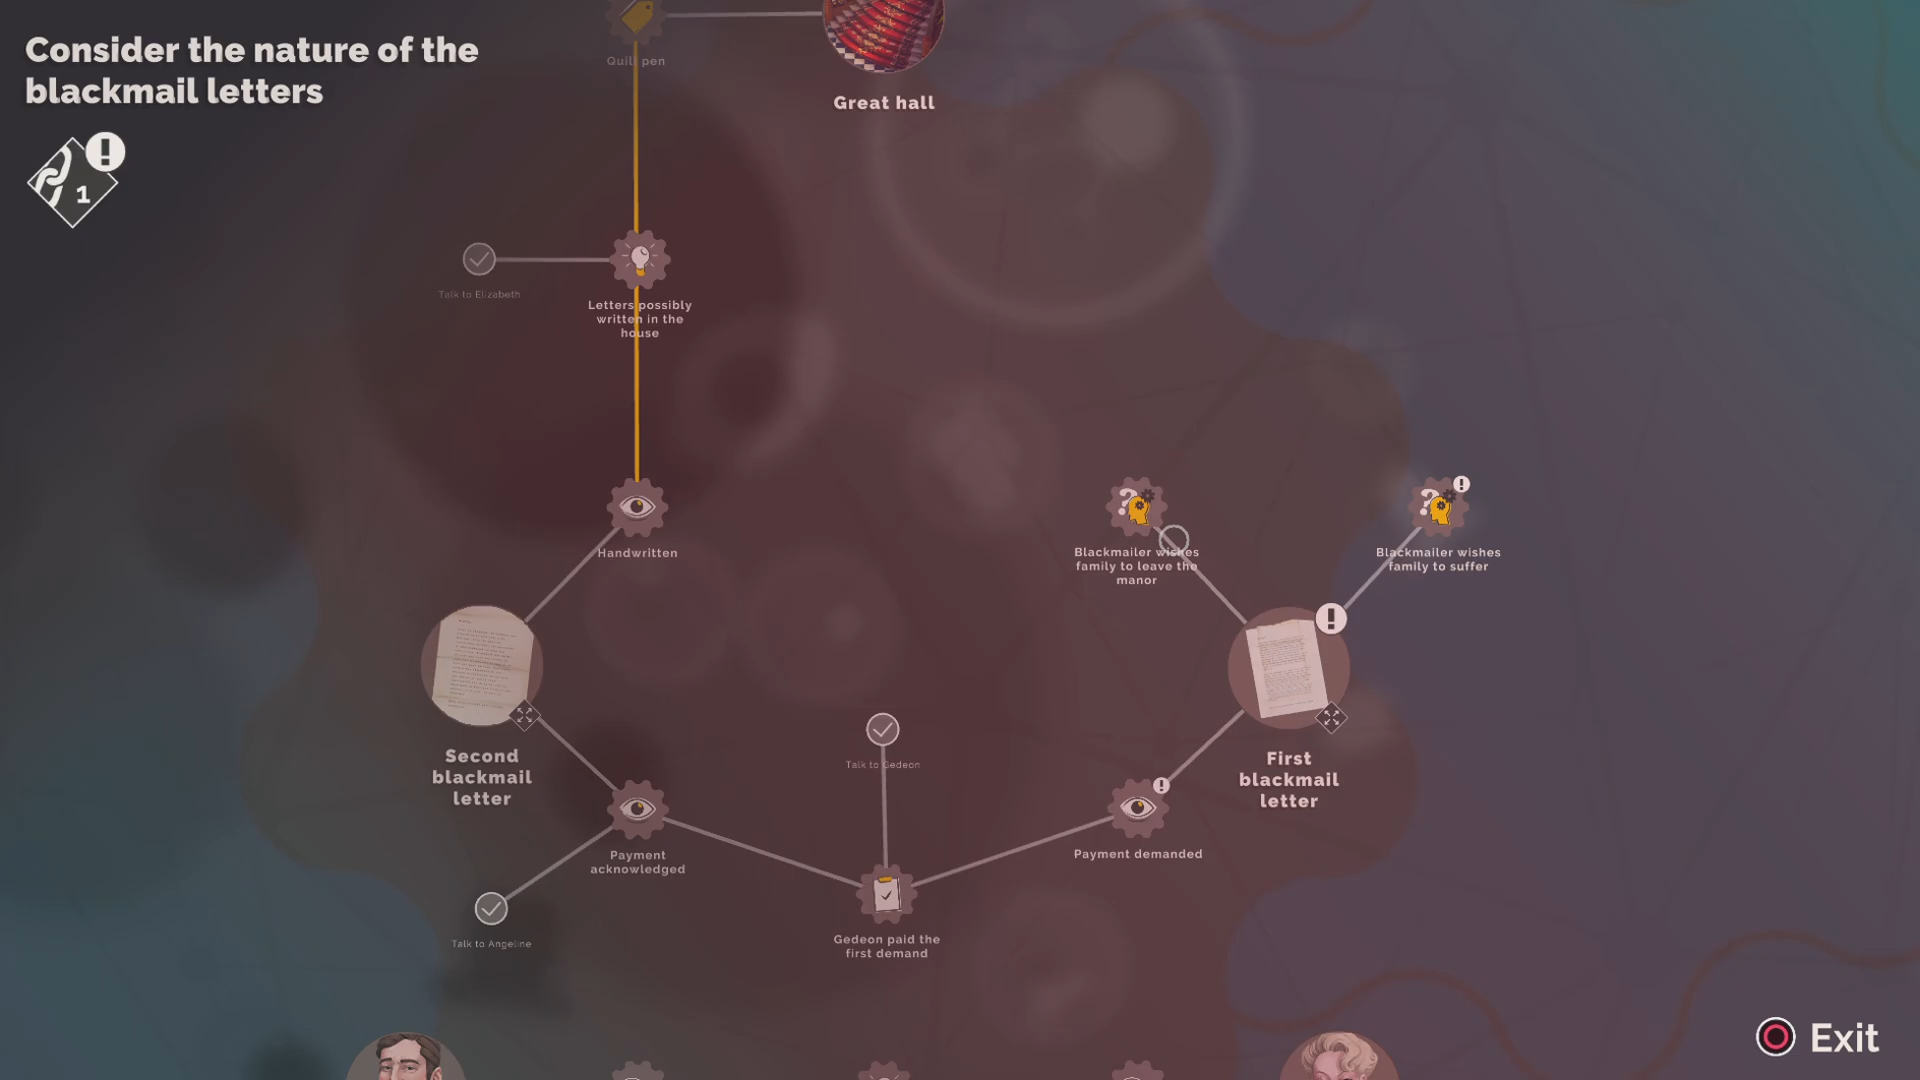 Consider the nature of the
blackmail letters
1
Quill pen
Great hall
Talk to Elizabeth
Letters possibly
written in the
house
Handwritten
Blackmailer wishes
family to leave the
manor
Blackmailer wishes
family to suffer
Second
blackmail
letter
Talk to Gedeon
First
blackmail
letter
Payment
acknowledged
Payment demanded
Talk to Angeline
Gedeon paid the
first demand
Exit